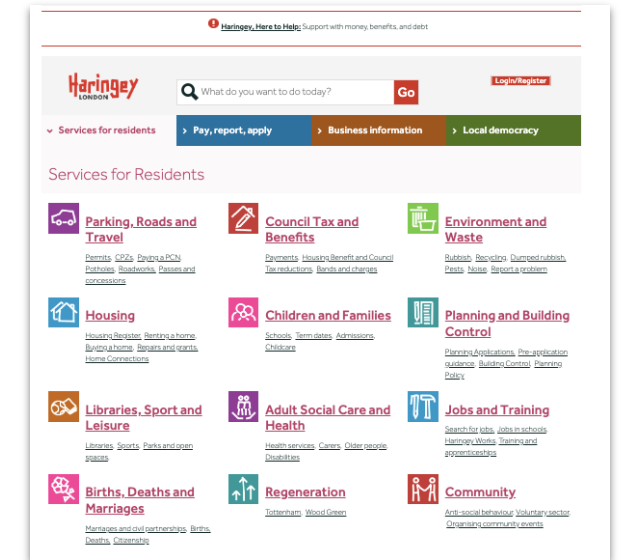 Haringey, Here to Help: Support with money, benefits, and debt
Haringey
LONDON
What do you want to do today?
Go
Login/Register
Services for residents
Pay, report, apply
Business information
Local democracy
Services for Residents
Parking, Roads and
Travel
Permits, CPZs, Paying a PCN,
Potholes, Roadworks, Passes and
concessions
Council Tax and
Benefits
Payments, Housing Benefit and Council
Tax reductions, Bands and charges
Environment and
Waste
Rubbish, Recycling, Dumped rubbish,
Pests, Noise, Report a problem
Housing
Housing Register, Renting a home,
Buying a home, Repairs and grants,
Home Connections
Children and Families
Schools, Term dates, Admissions,
Childcare
Planning and Building
Control
Planning Applications, Pre-application
guidance, Building Control, Planning
Policy
Libraries, Sport and
Leisure
Libraries, Sports, Parks and open
spaces
Adult Social Care and
Health
Health services, Carers, Older people,
Disabilities
Jobs and Training
Search for jobs, Jobs in schools,
Haringey Works, Training and
apprenticeships
Births, Deaths and
Marriages
Marriages and civil partnerships, Births,
Deaths, Citizenship
Regeneration
Tottenham, Wood Green
Community
Anti-social behaviour, Voluntary sector,
Organising community events